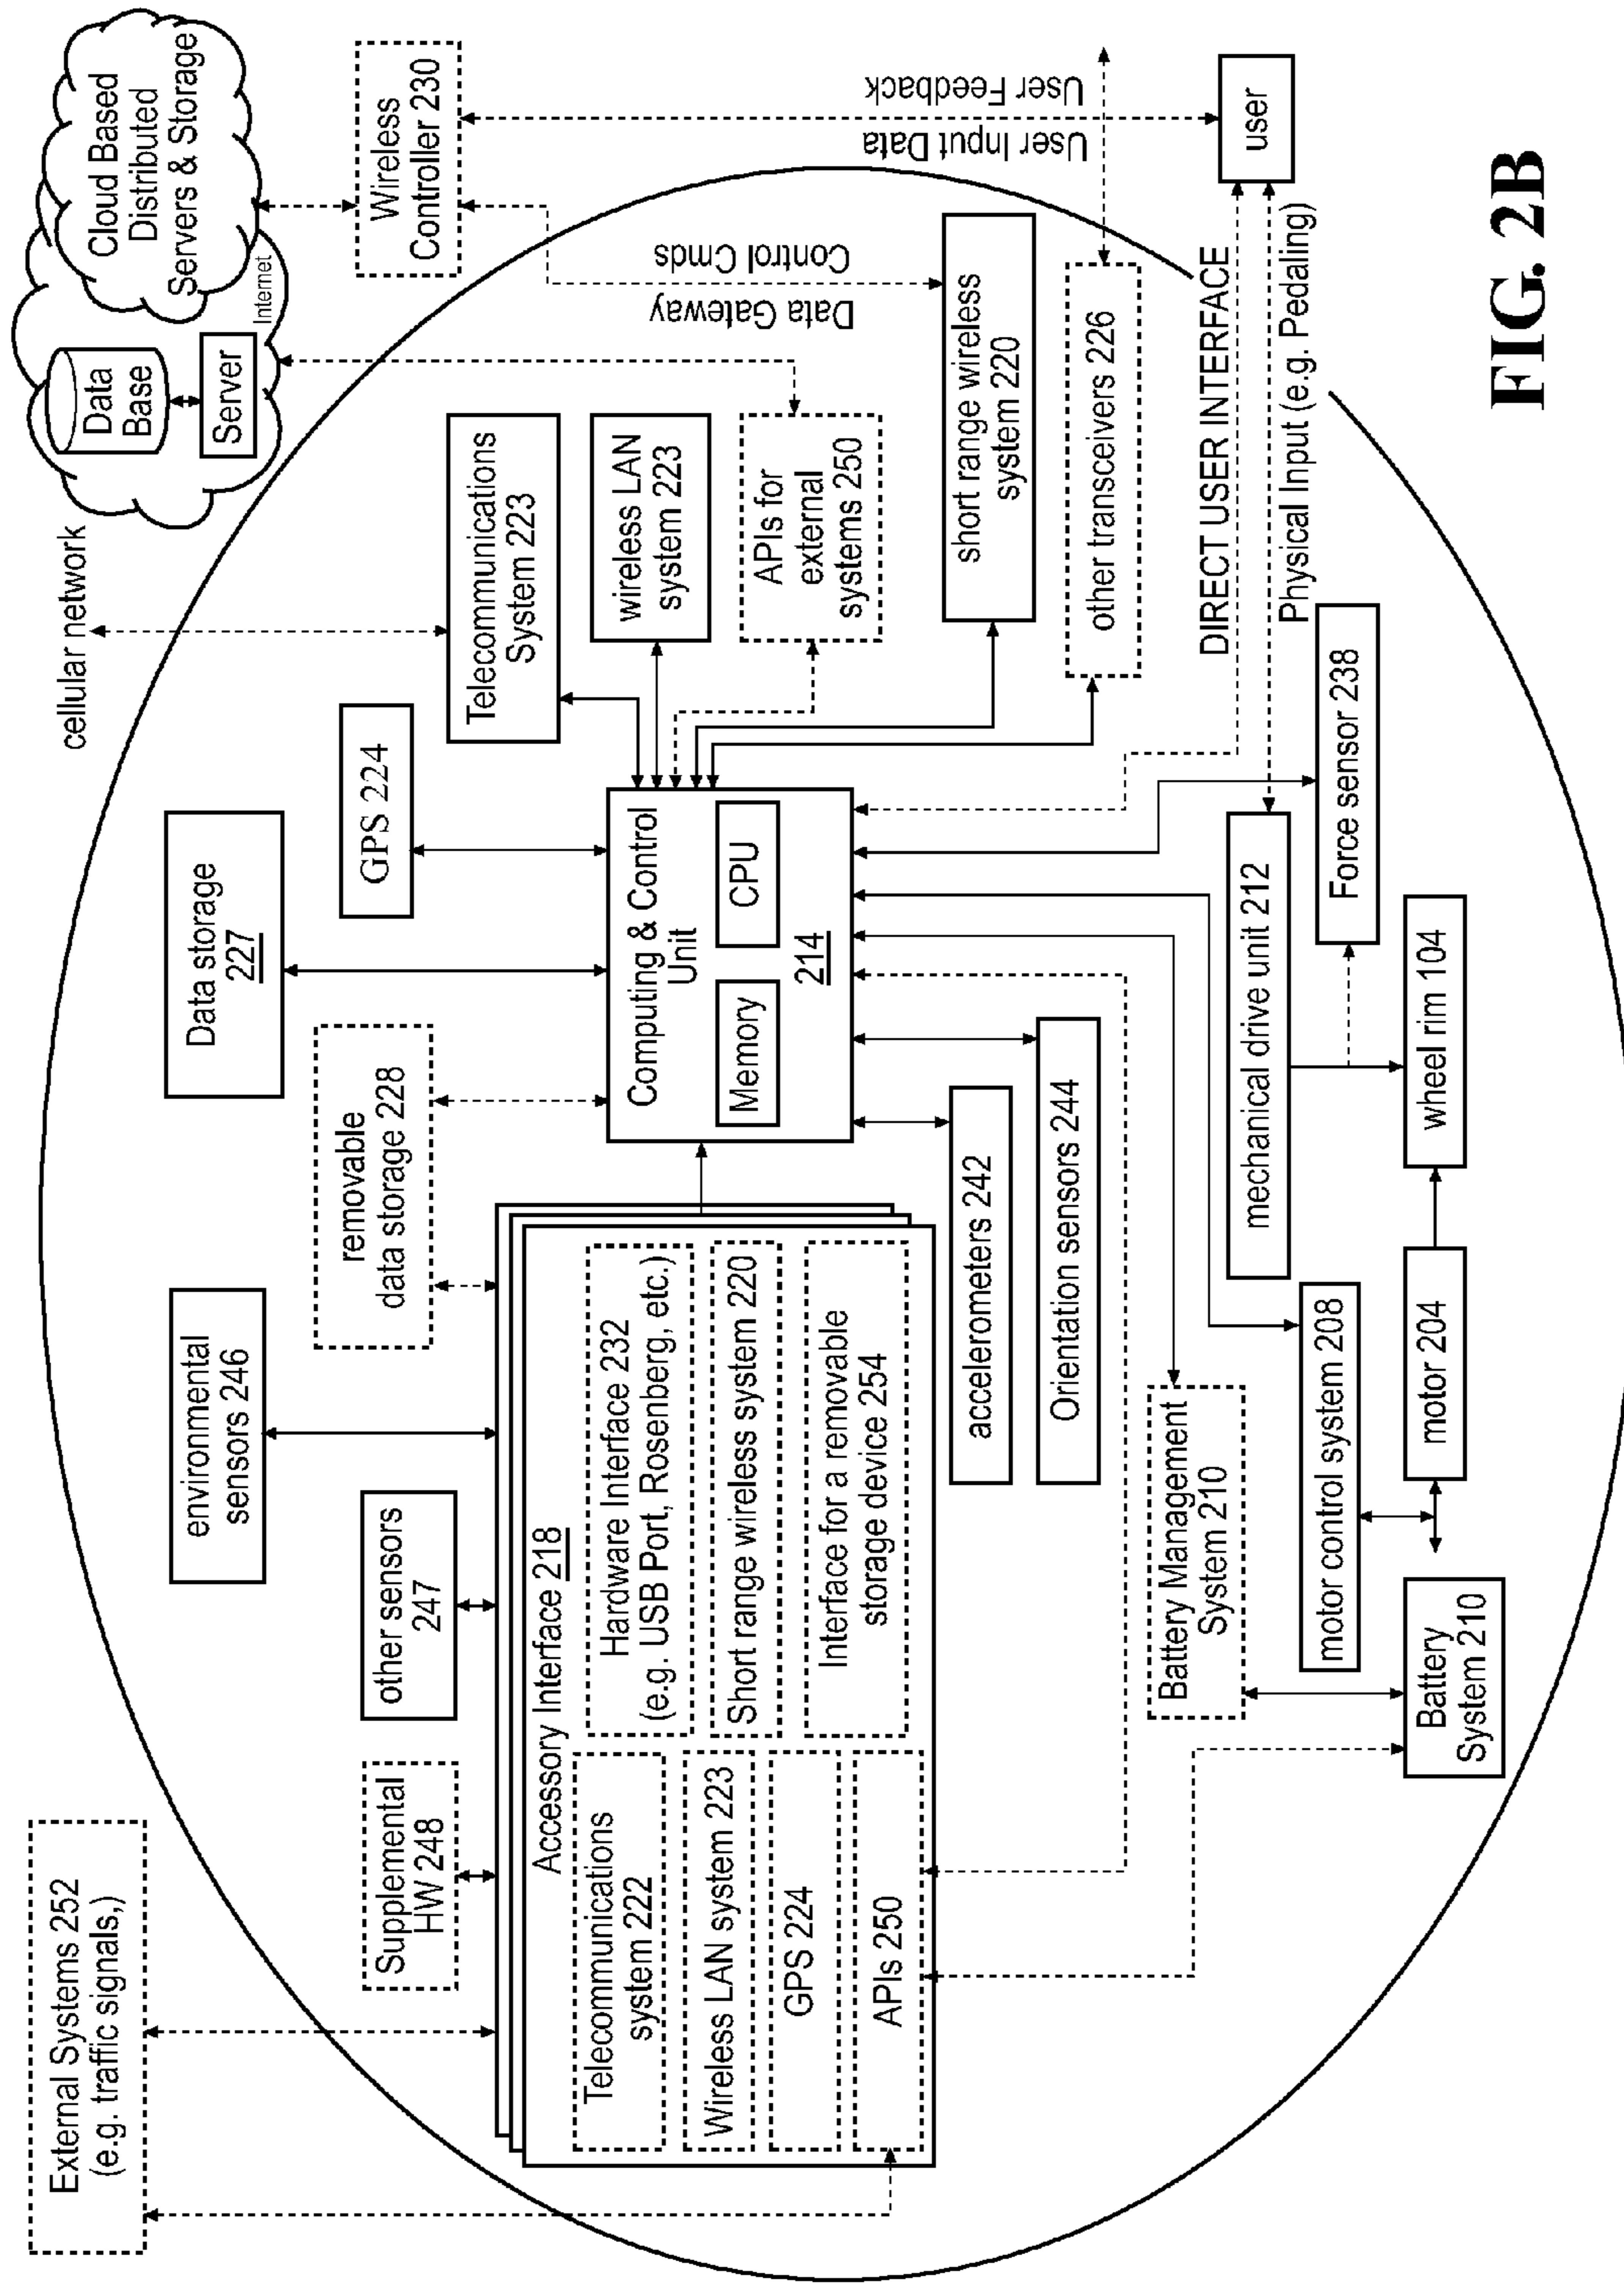 External Systems 252
(e.g. traffic signals,)
Supplemental
HW 248
other sensors
247
environmental
sensors 246
removable
data storage 228
Data storage
227
GPS 224
cellular network
Data
Base
Server
Internet
Cloud Based
Distributed
Servers & Storage
Wireless
Controller 230
Telecommunications
System 223
wireless LAN
system 223
APIs for
external
systems 250
Control Cmds
Data Gateway
short range wireless
system 220
other transceivers 226
User Feedback
User Input Data
user
DIRECT USER INTERFACE
Physical Input (e.g. Pedaling)
Accessory Interface 218
Telecommunications
system 222
Wireless LAN system 223
GPS 224
APIs 250
Hardware Interface 232
(e.g. USB Port, Rosenberg, etc.)
Short range wireless system 220
Interface for a removable
storage device 254
Computing & Control
Unit
Memory
CPU
214
accelerometers 242
Orientation sensors 244
Battery Management
System 210
Battery
System 210
motor control system 208
motor 204
mechanical drive unit 212
wheel rim 104
Force sensor 238
FIG. 2B